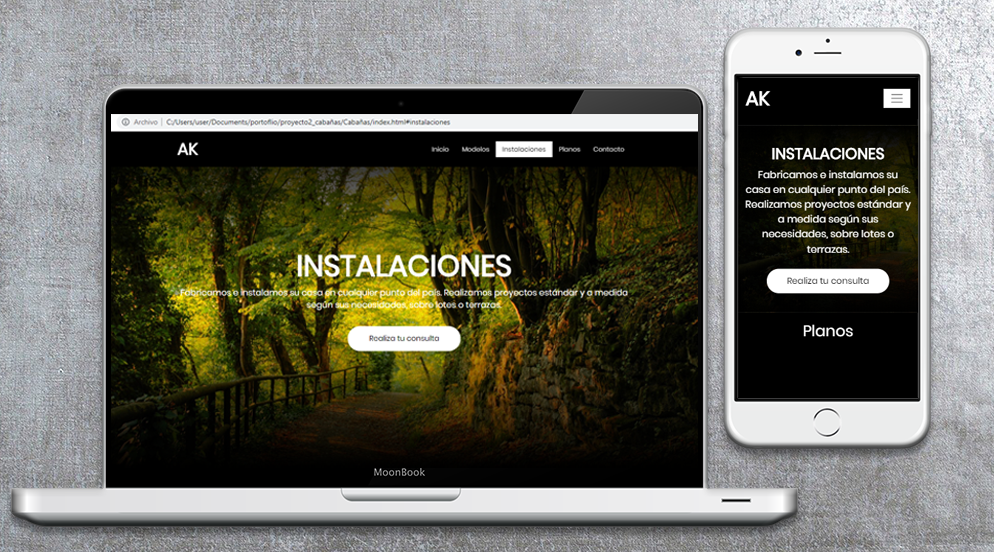 Archivo | C:/Users/user/Documents/portoflio/proyecto2_cabañas/Cabañas/index.html#instalaciones
AK
Inicio Modelos Instalaciones Planos Contacto
INSTALACIONES
Fabricamos e instalamos su casa en cualquier punto del país. Realizamos proyectos estándar y a medida
según sus necesidades, sobre lotes o terrazas.
Realiza tu consulta
MoonBook
AK
INSTALACIONES
Fabricamos e instalamos su
casa en cualquier punto del país.
Realizamos proyectos estándar y
a medida según sus
necesidades, sobre lotes o
terrazas.
Realiza tu consulta
Planos